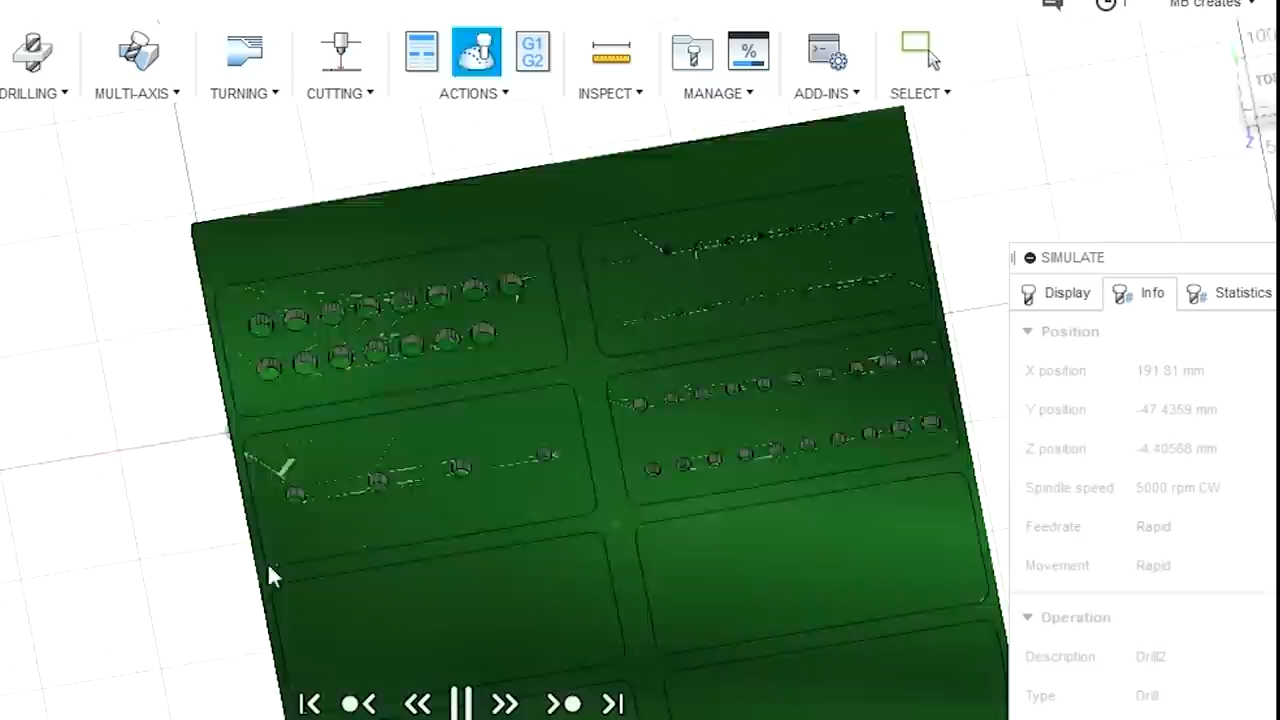 MB creates
G1
G2
%
DRILLING
MULTI-AXIS
TURNING
CUTTING
ACTIONS
INSPECT
MANAGE
ADD-INS
SELECT
Z
SIMULATE
Display
Info
Statistics
Position
X position 191.81 mm
Y position -47.4359 mm
Z position -4.40568 mm
Spindle speed 5000 rpm CW
Feedrate Rapid
Movement Rapid
Operation
Description Drill2
Type Drill